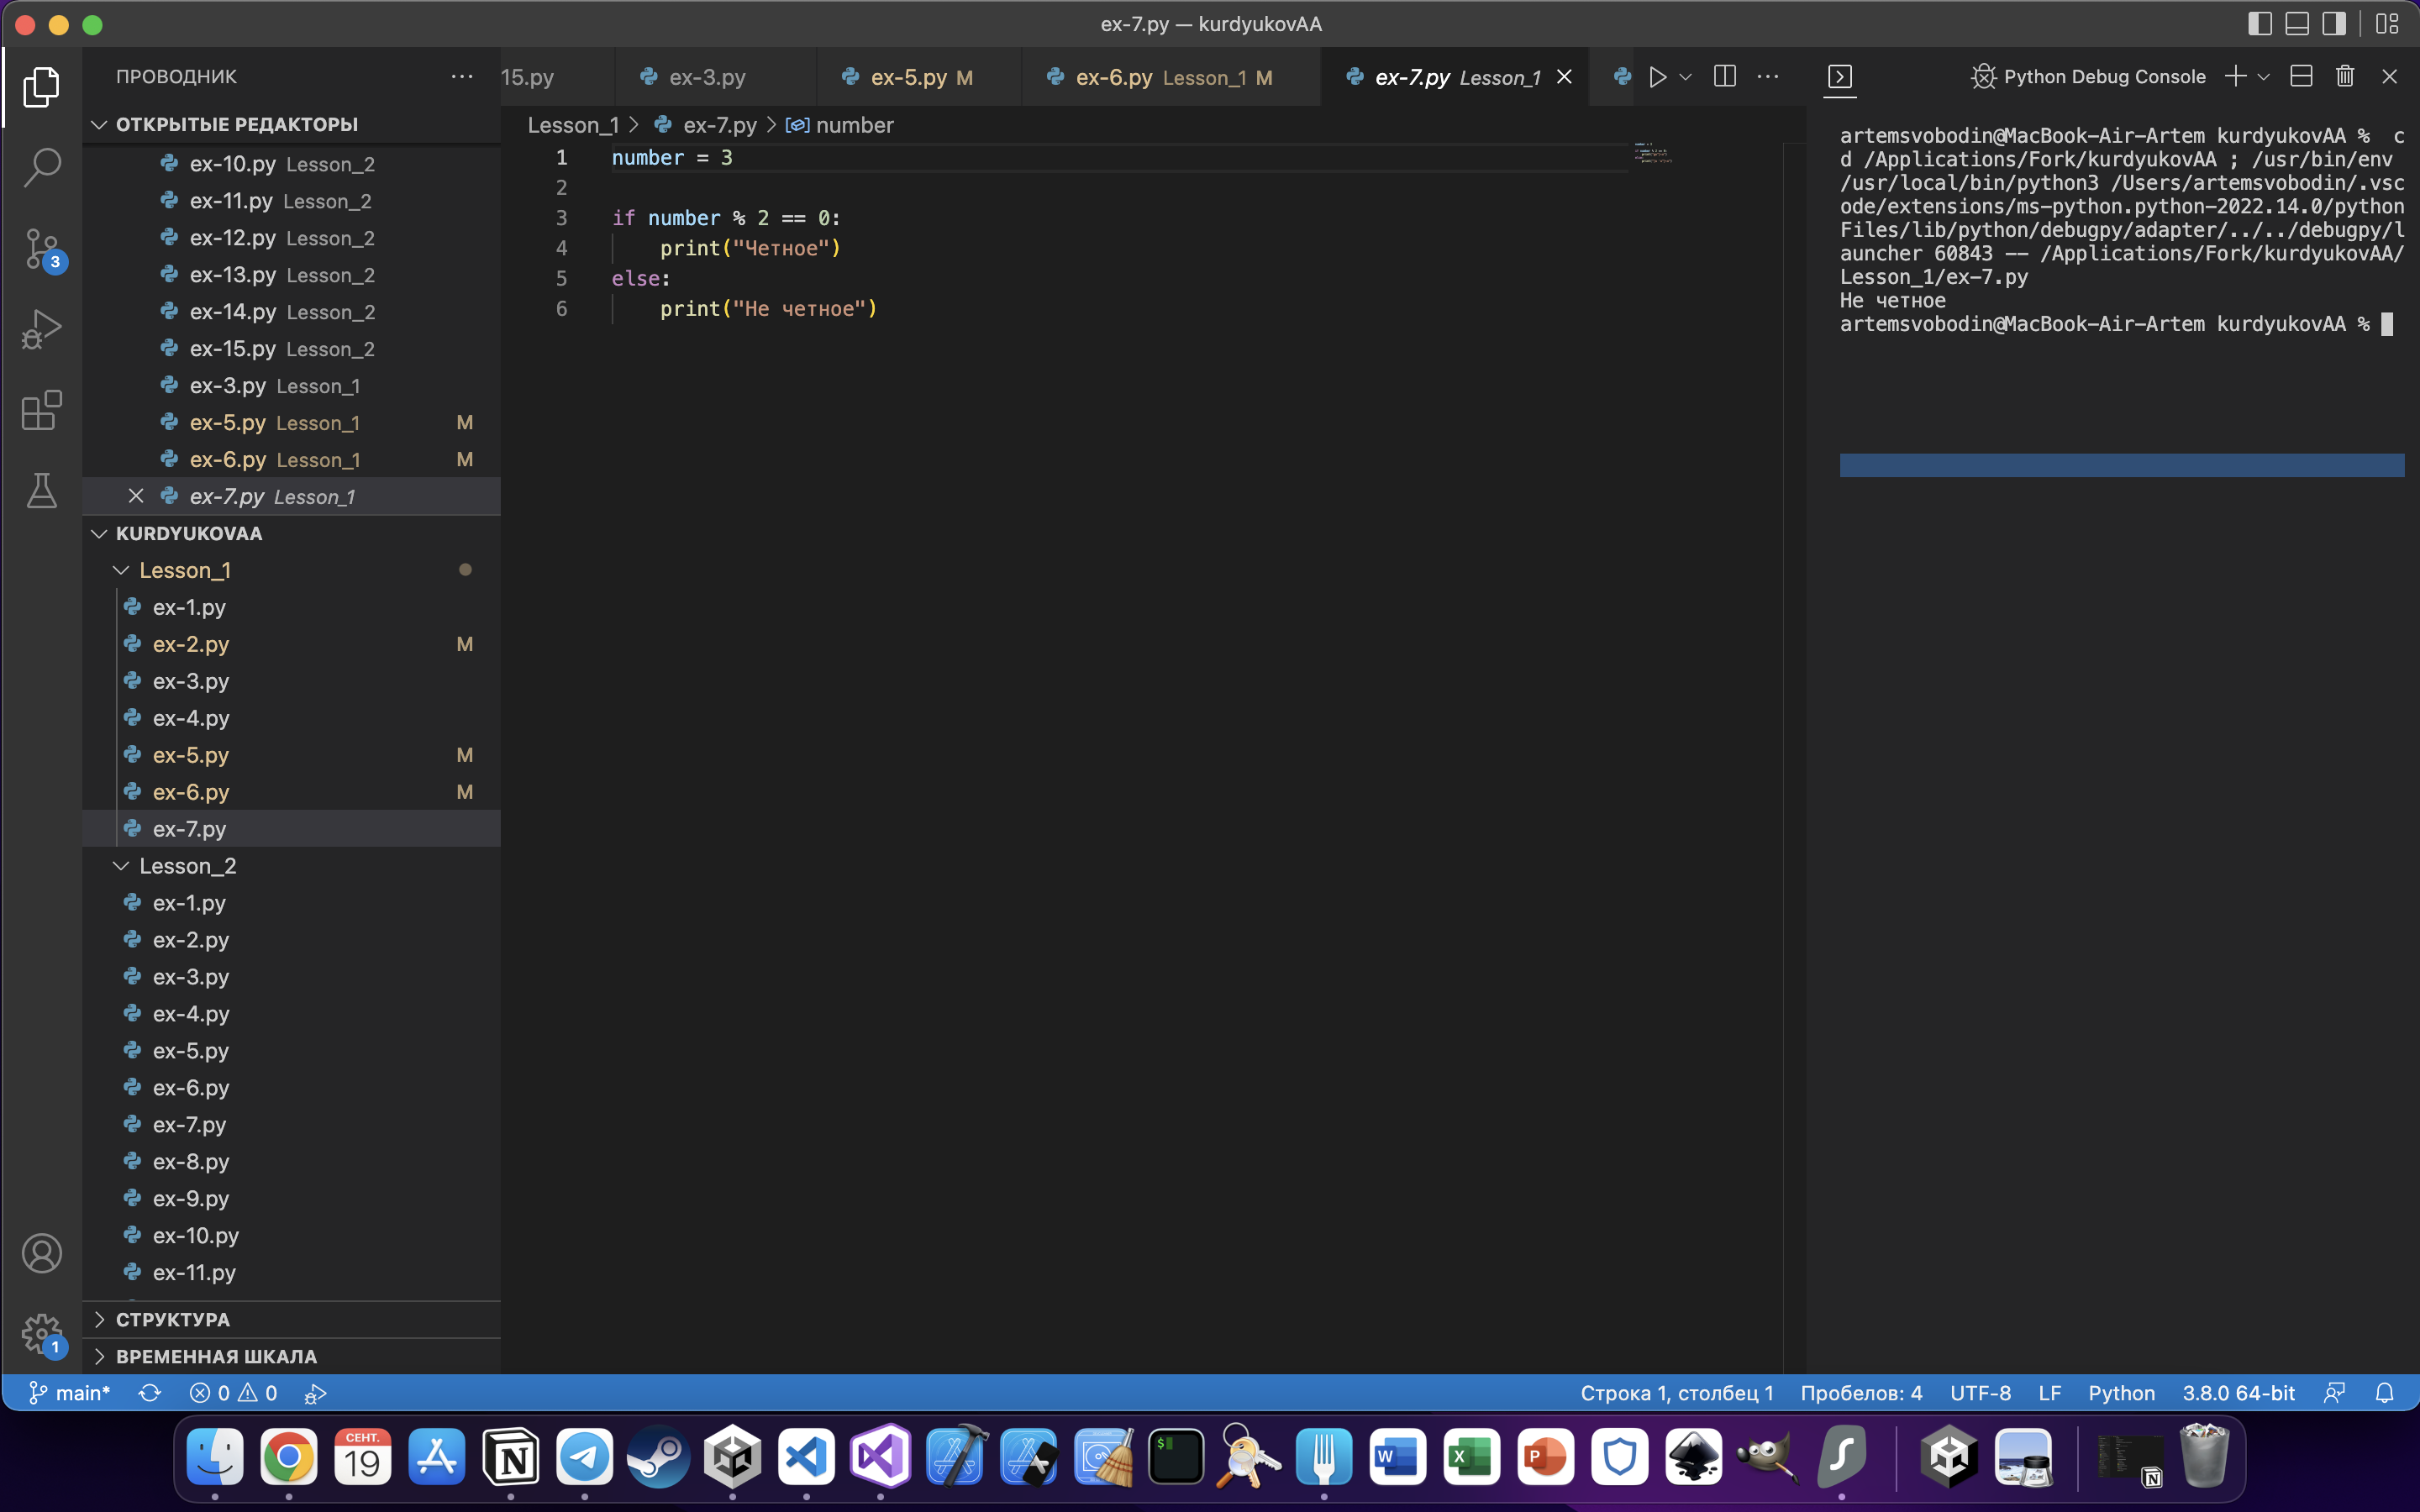 ex-7.py — kurdyukovAA
ПРОВОДНИК
ОТКРЫТЫЕ РЕДАКТОРЫ
ex-10.py Lesson_2
ex-11.py Lesson_2
ex-12.py Lesson_2
ex-13.py Lesson_2
ex-14.py Lesson_2
ex-15.py Lesson_2
ex-3.py Lesson_1
ex-5.py Lesson_1 M
ex-6.py Lesson_1 M
ex-7.py Lesson_1
KURDYUKOVAA
Lesson_1
ex-1.py
ex-2.py M
ex-3.py
ex-4.py
ex-5.py M
ex-6.py M
ex-7.py
Lesson_2
ex-1.py
ex-2.py
ex-3.py
ex-4.py
ex-5.py
ex-6.py
ex-7.py
ex-8.py
ex-9.py
ex-10.py
ex-11.py
СТРУКТУРА
ВРЕМЕННАЯ ШКАЛА
3
1
15.py ex-3.py ex-5.py M ex-6.py Lesson_1 M ex-7.py Lesson_1
Lesson_1 > ex-7.py > number
1 number = 3
2
3 if number % 2 == 0:
4 print("Четное")
5 else:
6 print("Не четное")
Python Debug Console
artemsvobodin@MacBook-Air-Artem kurdyukovAA % c
d /Applications/Fork/kurdyukovAA ; /usr/bin/env
/usr/local/bin/python3 /Users/artemsvobodin/.vsc
ode/extensions/ms-python.python-2022.14.0/python
Files/lib/python/debugpy/adapter/../../debugpy/l
auncher 60843 -- /Applications/Fork/kurdyukovAA/
Lesson_1/ex-7.py
Не четное
artemsvobodin@MacBook-Air-Artem kurdyukovAA %
main* 0 0 Строка 1, столбец 1 Пробелов: 4 UTF-8 LF Python 3.8.0 64-bit
СЕНТ.
19
N
$
W
X
P
N